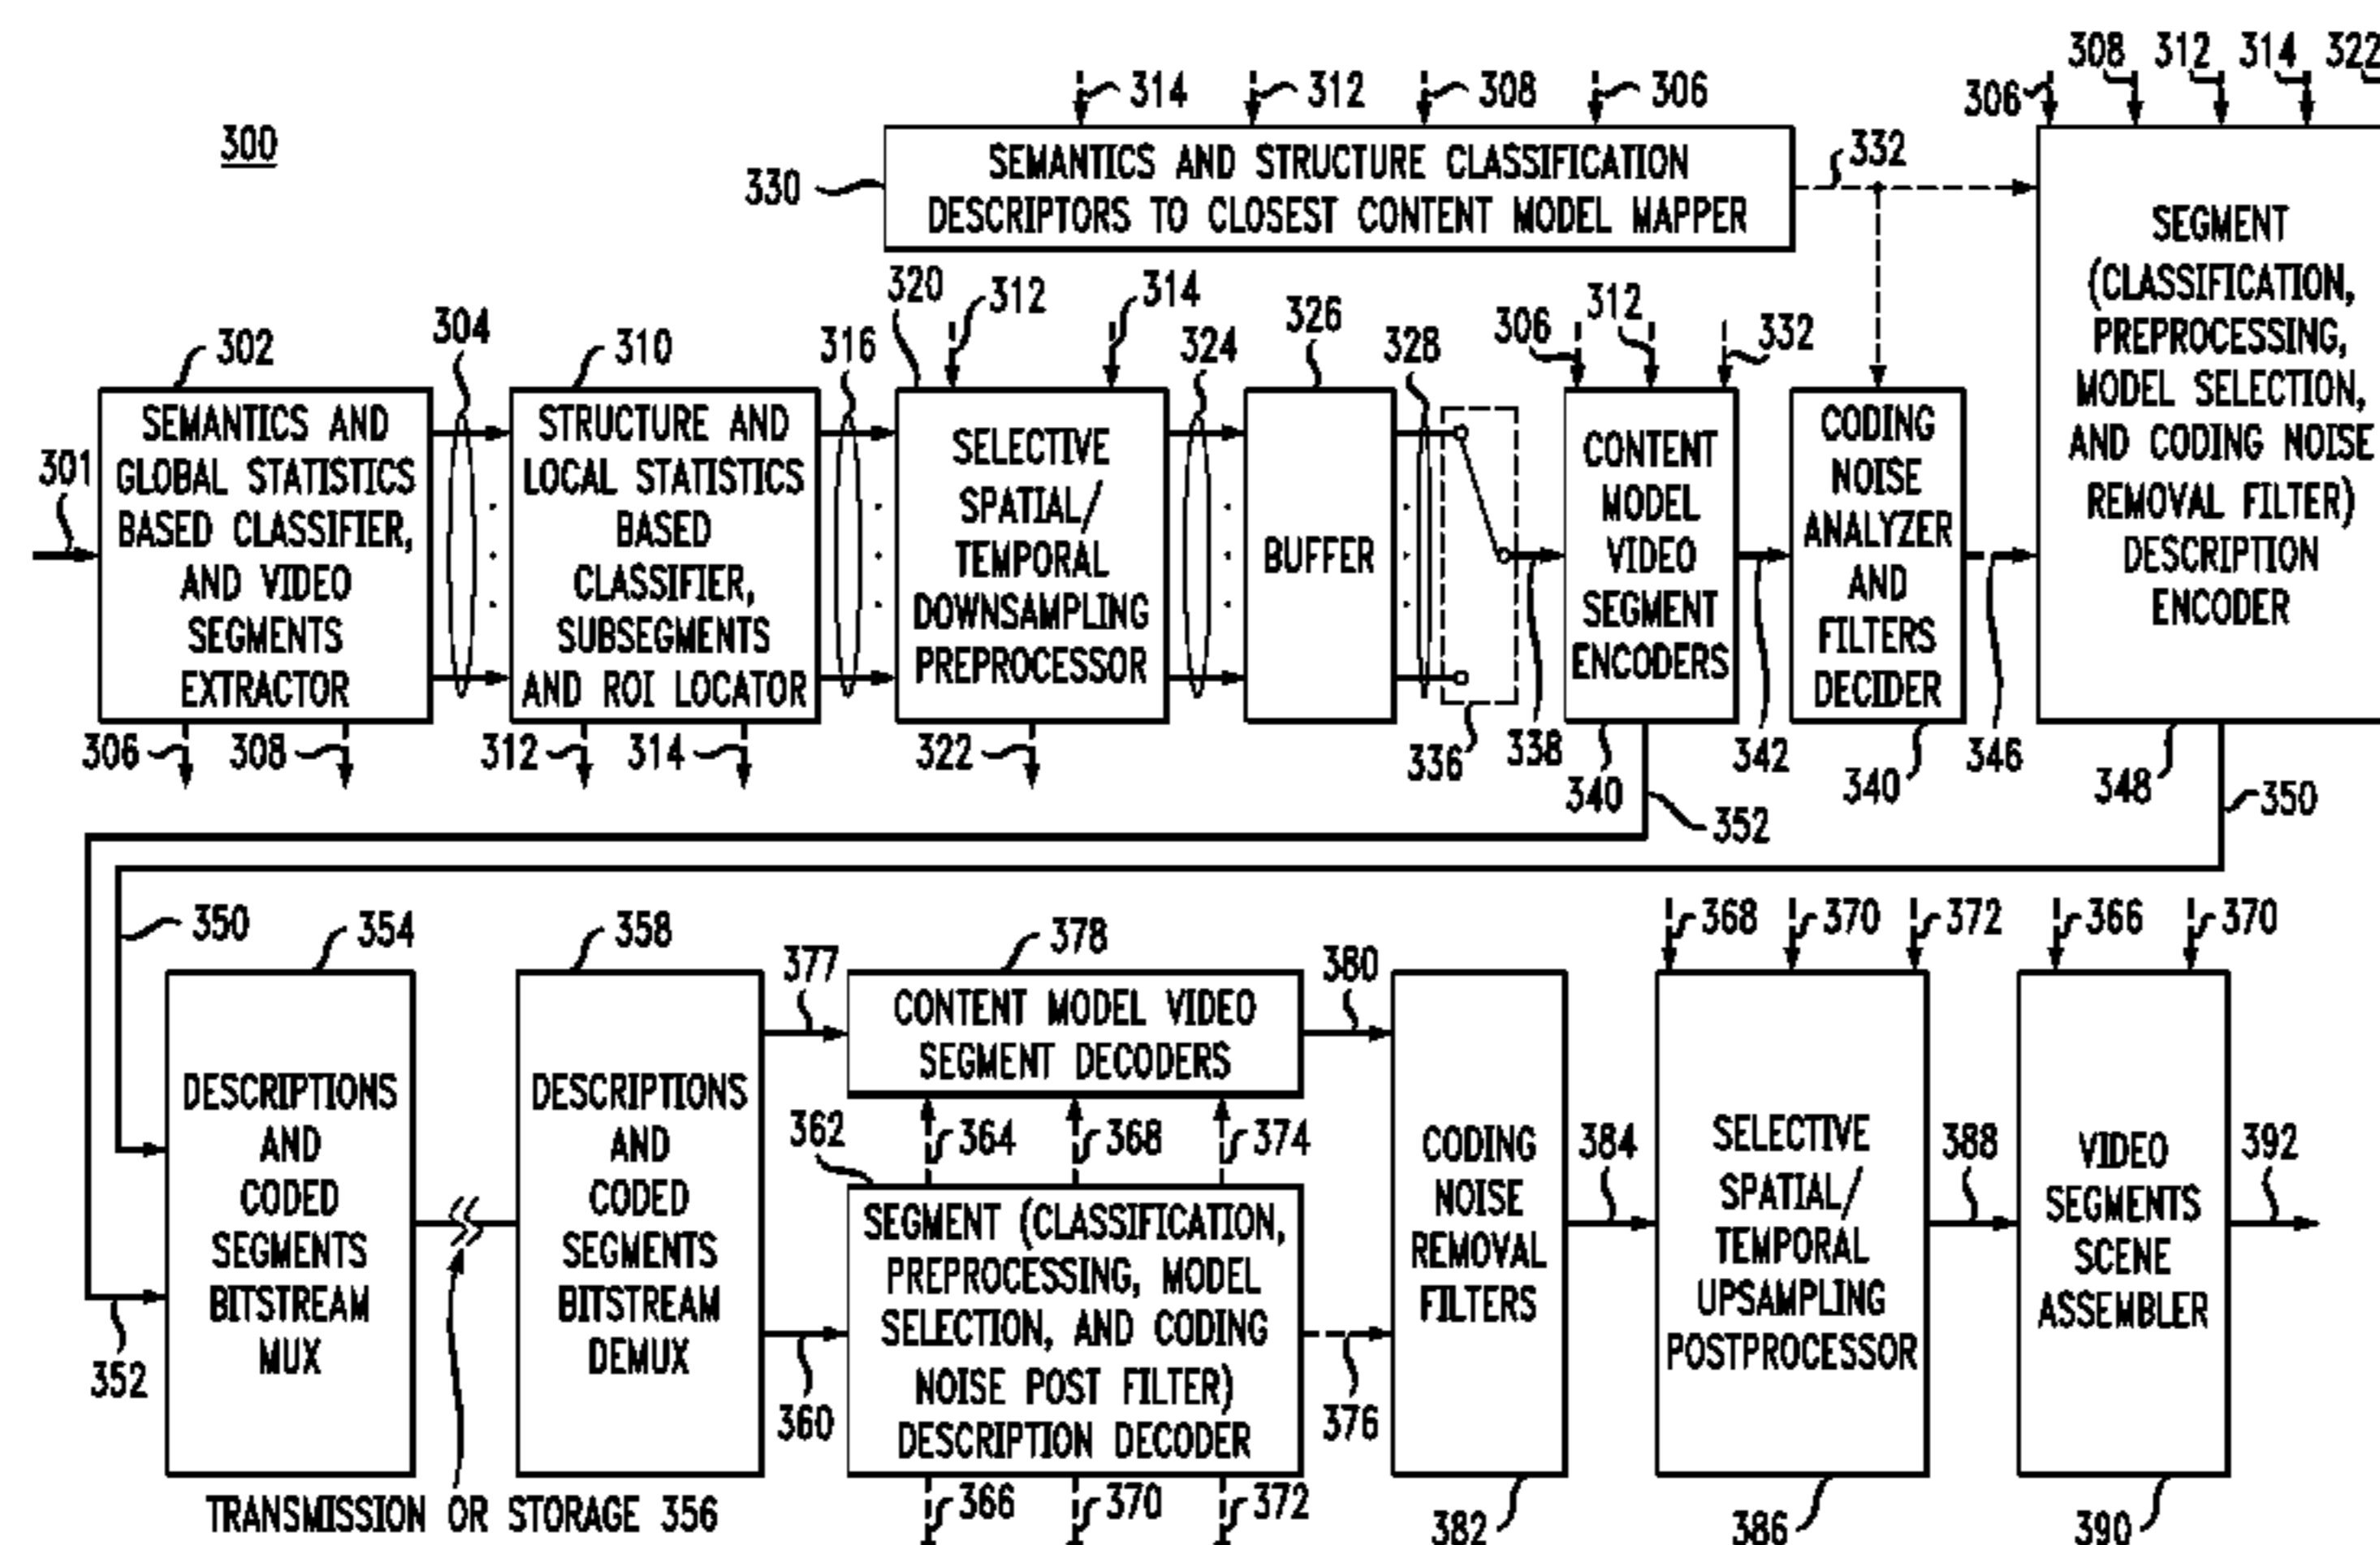 308 312 314 322
314 312 308 306 306
300
SEMANTICS AND STRUCTURE CLASSIFICATION
DESCRIPTORS TO CLOSEST CONTENT MODEL MAPPER
330
332
SEGMENT
(CLASSIFICATION,
PREPROCESSING,
MODEL SELECTION,
AND CODING NOISE
REMOVAL FILTER)
DESCRIPTION
ENCODER
320 312 314 306 312 332
302 304 310 316 324 326 328
301
SEMANTICS AND
GLOBAL STATISTICS
BASED CLASSIFIER,
AND VIDEO
SEGMENTS
EXTRACTOR
STRUCTURE AND
LOCAL STATISTICS
BASED
CLASSIFIER,
SUBSEGMENTS
AND ROI LOCATOR
SELECTIVE
SPATIAL/
TEMPORAL
DOWNSAMPLING
PREPROCESSOR
BUFFER
CONTENT
MODEL
VIDEO
SEGMENT
ENCODERS
CODING
NOISE
ANALYZER
AND
FILTERS
DECIDER
306 308 312 314 322 336 338 340 342 340 346 348 350
352
350 354 358 377 378 380 368 370 372 366 370
DESCRIPTIONS
AND
CODED
SEGMENTS
BITSTREAM
MUX
DESCRIPTIONS
AND
CODED
SEGMENTS
BITSTREAM
DEMUX
CONTENT MODEL VIDEO
SEGMENT DECODERS
362 364 368 374
SEGMENT (CLASSIFICATION,
PREPROCESSING, MODEL
SELECTION, AND CODING
NOISE POST FILTER)
DESCRIPTION DECODER
CODING
NOISE
REMOVAL
FILTERS
384
SELECTIVE
SPATIAL/
TEMPORAL
UPSAMPLING
POSTPROCESSOR
388
VIDEO
SEGMENTS
SCENE
ASSEMBLER
392
352 360 376
TRANSMISSION OR STORAGE 356
366 370 372 382 386 390